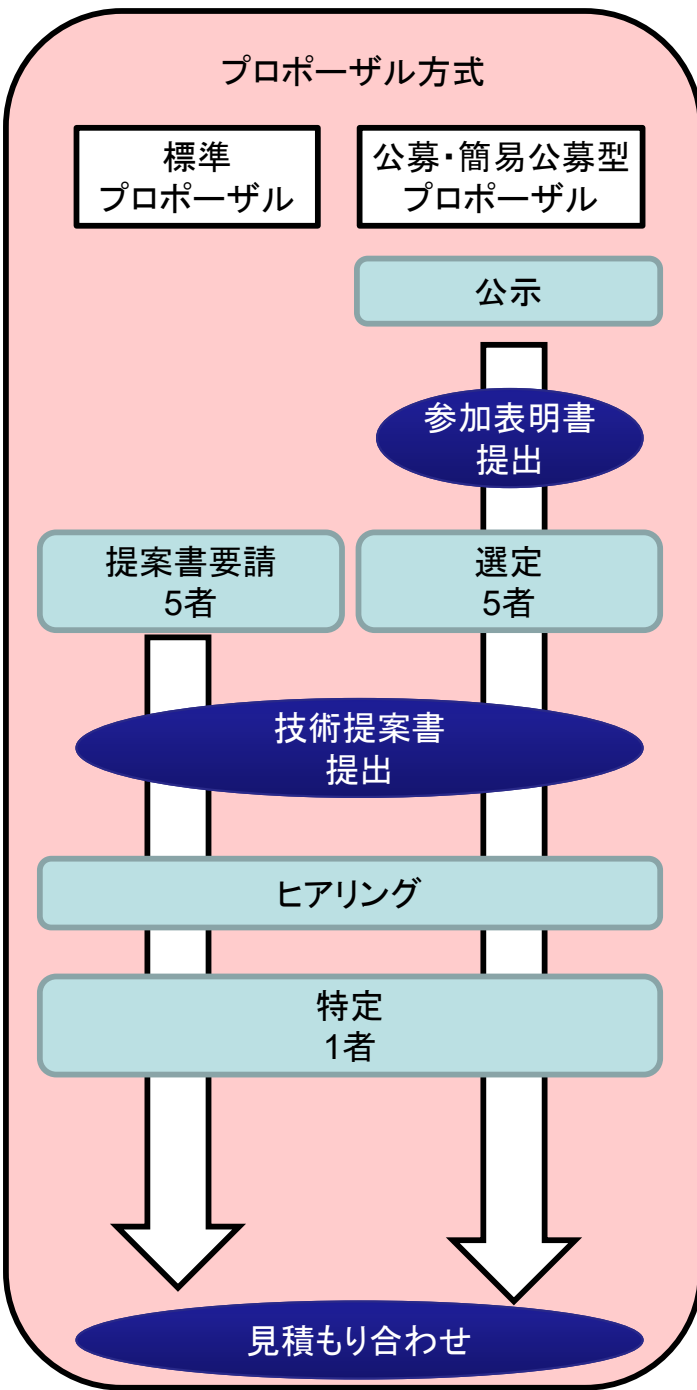 プロポーザル方式
標準
プロポーザル
公募・簡易公募型
プロポーザル
公示
参加表明書
提出
提案書要請
5者
選定
5者
技術提案書
提出
ヒアリング
特定
1者
見積もり合わせ